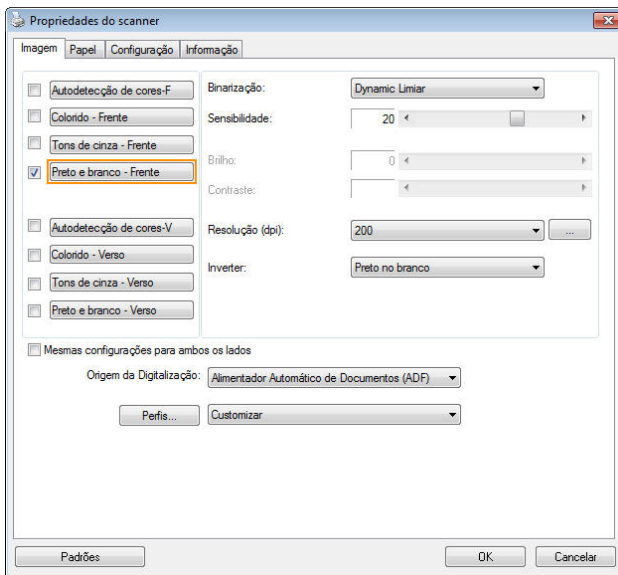 Propriedades do scanner
Imagem Papel Configuração Informação
Autodetecção de cores-F
Colorido - Frente
Tons de cinza - Frente
Preto e branco - Frente
Autodetecção de cores-V
Colorido - Verso
Tons de cinza - Verso
Preto e branco - Verso
Binarização: Dynamic Limiar
Sensibilidade: 20
Brilho: 0
Contraste:
Resolução (dpi): 200 ...
Inverter: Preto no branco
Mesmas configurações para ambos os lados
Origem da Digitalização: Alimentador Automático de Documentos (ADF)
Perfis... Customizar
Padrões OK Cancelar